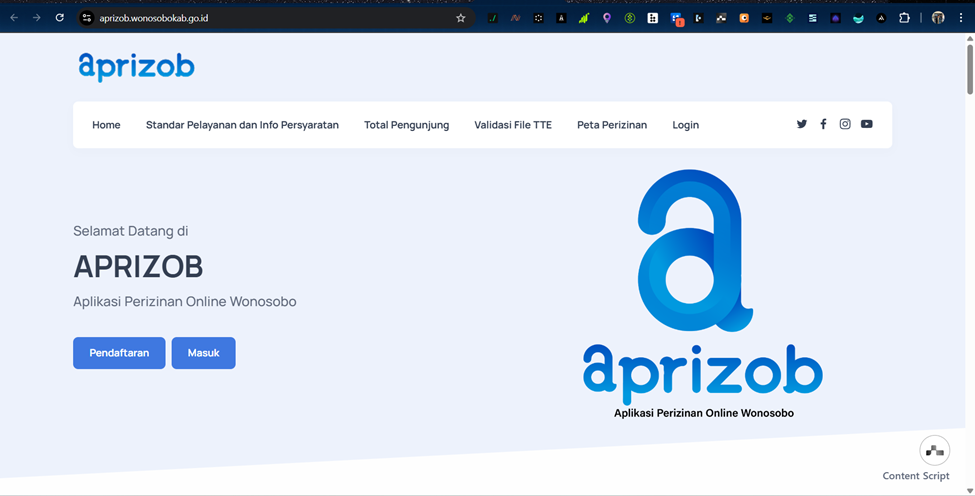 aprizob.wonosobokab.go.id
aprizob
Home Standar Pelayanan dan Info Persyaratan Total Pengunjung Validasi File TTE Peta Perizinan Login
Selamat Datang di
APRIZOB
Aplikasi Perizinan Online Wonosobo
Pendaftaran Masuk
a
aprizob
Aplikasi Perizinan Online Wonosobo
Content Script